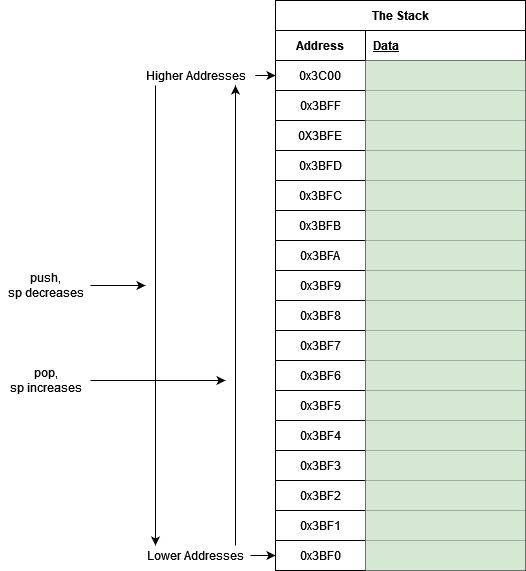 The Stack
Address Data
Higher Addresses 0x3C00
0x3BFF
0X3BFE
0x3BFD
0x3BFC
0x3BFB
0x3BFA
push,
sp decreases
0x3BF9
0x3BF8
0x3BF7
pop,
sp increases
0x3BF6
0x3BF5
0x3BF4
0x3BF3
0x3BF2
0x3BF1
Lower Addresses 0x3BF0